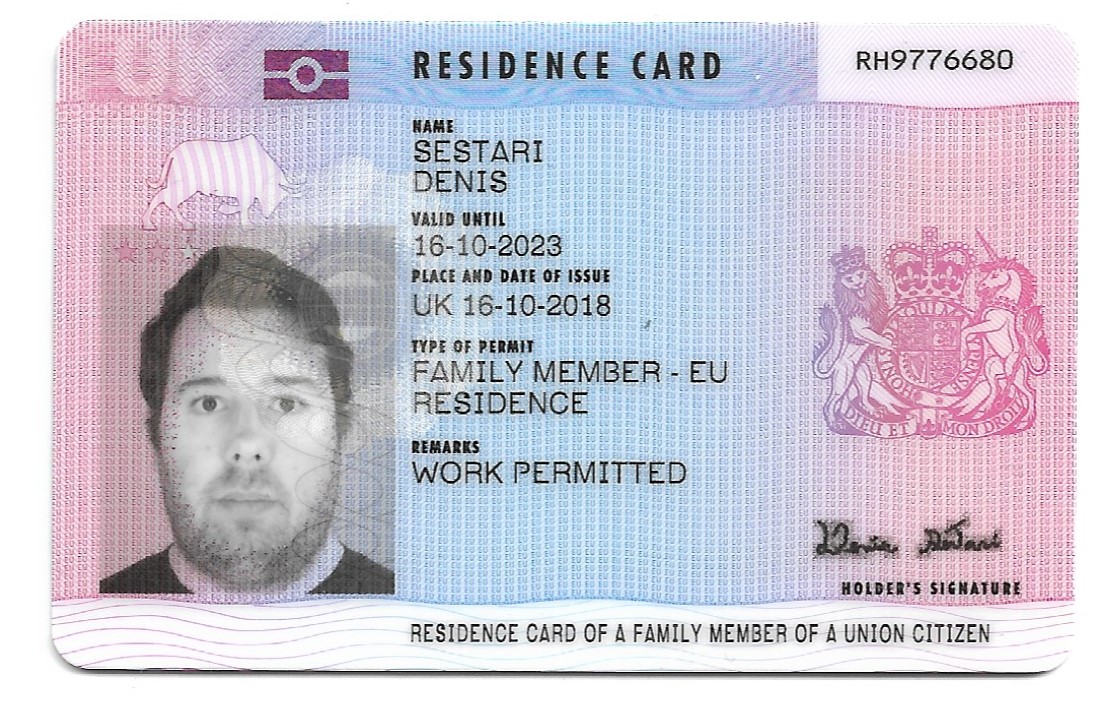 UK
RESIDENCE CARD
RH9776680
NAME
SESTARI
DENIS
VALID UNTIL
16-10-2023
PLACE AND DATE OF ISSUE
UK 16-10-2018
TYPE OF PERMIT
FAMILY MEMBER - EU
RESIDENCE
REMARKS
WORK PERMITTED
DIEU ET MON DROIT
Denis Sestari
HOLDER'S SIGNATURE
RESIDENCE CARD OF A FAMILY MEMBER OF A UNION CITIZEN